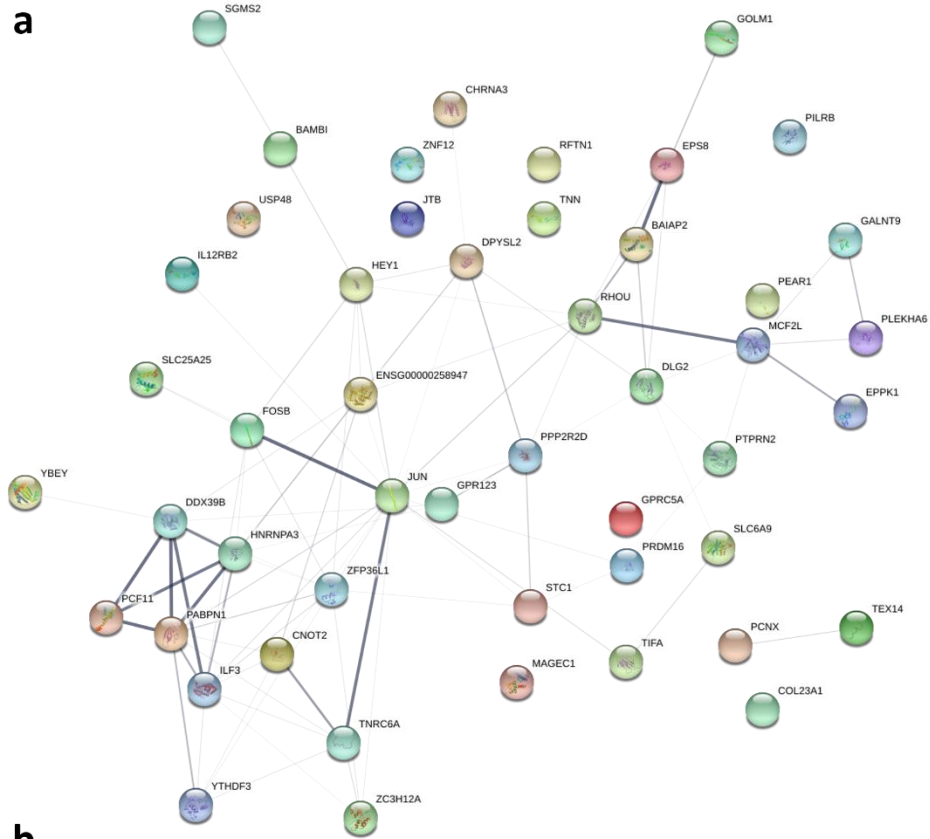 a
SGMS2
GOLM1
CHRNA3
PILRB
BAMBI
ZNF12
RFTN1
EPS8
USP48
JTB
TNN
BAIAP2
GALNT9
IL12RB2
HEY1
DPYSL2
PEAR1
RHOU
MCF2L
PLEKHA6
SLC25A25
ENSG00000258947
DLG2
EPPK1
FOSB
PPP2R2D
PTPRN2
YBEY
JUN
GPR123
DDX39B
GPRC5A
HNRNPA3
SLC6A9
PRDM16
ZFP36L1
STC1
PCF11
PABPN1
TEX14
CNOT2
TIFA
PCNX
ILF3
MAGEC1
COL23A1
TNRC6A
YTHDF3
ZC3H12A
b